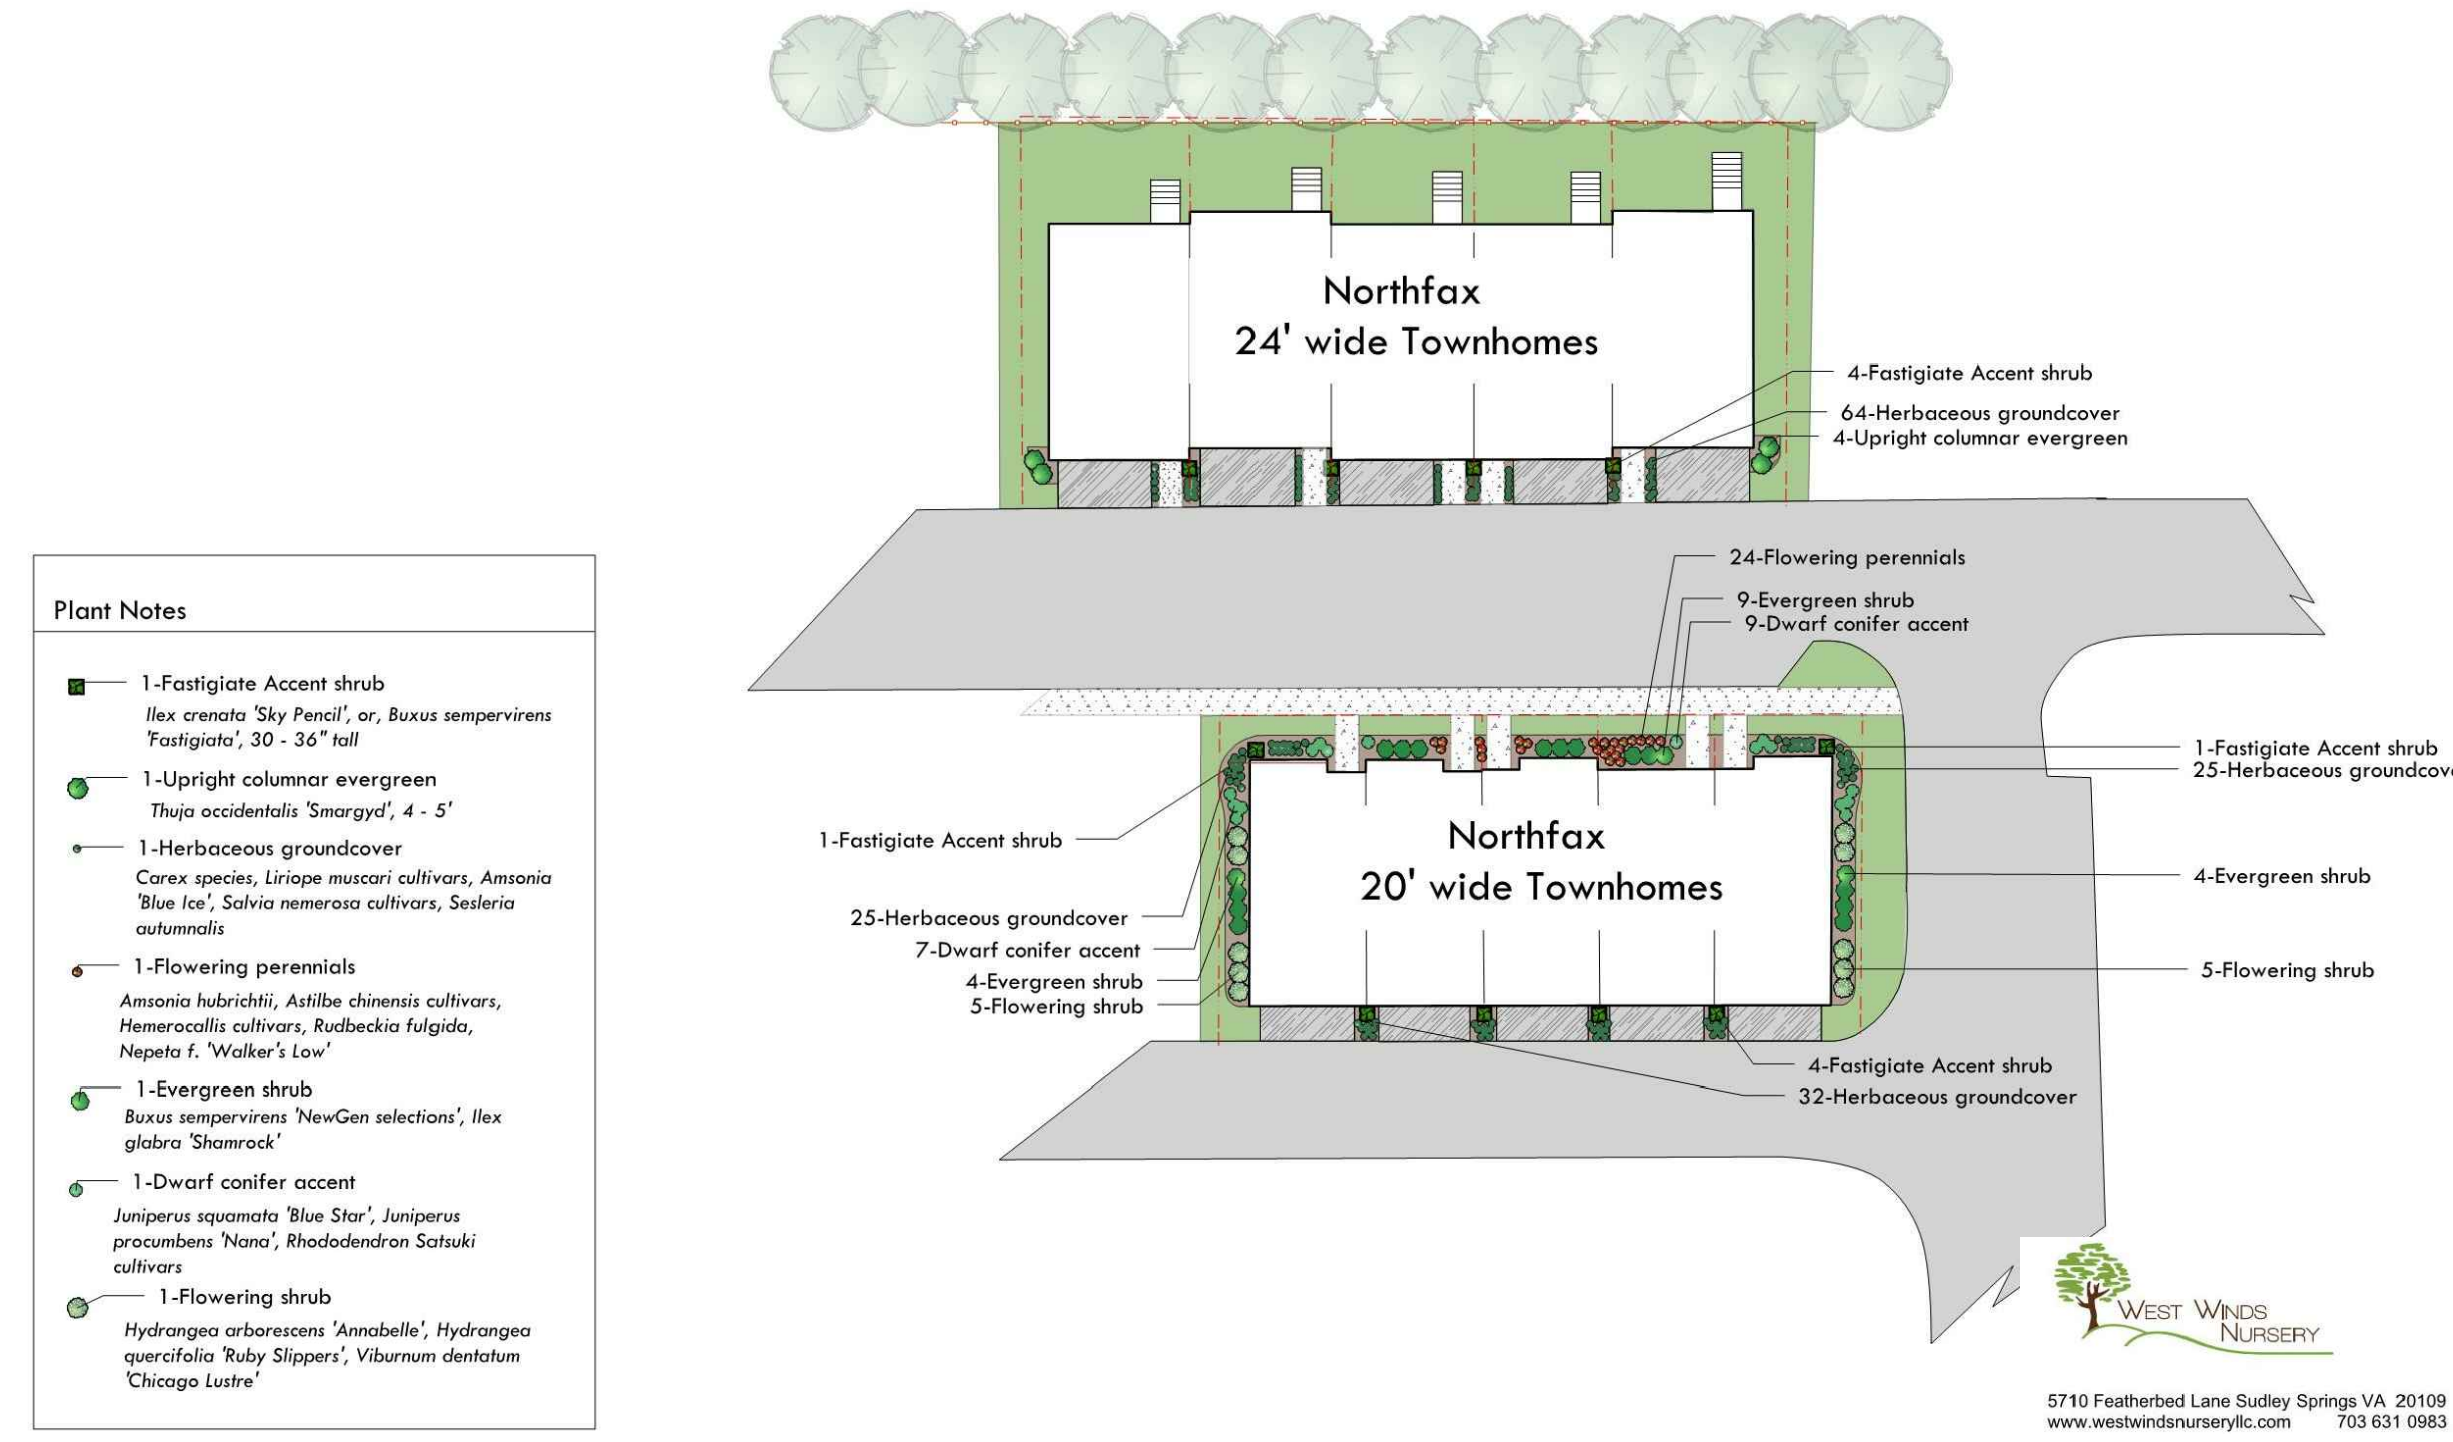 Northfax
24' wide Townhomes
4-Fastigiate Accent shrub
64-Herbaceous groundcover
4-Upright columnar evergreen
24-Flowering perennials
9-Evergreen shrub
9-Dwarf conifer accent
Plant Notes
1-Fastigiate Accent shrub
Ilex crenata 'Sky Pencil', or, Buxus sempervirens
'Fastigiata', 30 - 36" tall
1-Upright columnar evergreen
Thuja occidentalis 'Smargyd', 4 - 5'
1-Herbaceous groundcover
Carex species, Liriope muscari cultivars, Amsonia
'Blue Ice', Salvia nemerosa cultivars, Sesleria
autumnalis
1-Flowering perennials
Amsonia hubrichtii, Astilbe chinensis cultivars,
Hemerocallis cultivars, Rudbeckia fulgida,
Nepeta f. 'Walker's Low'
1-Evergreen shrub
Buxus sempervirens 'NewGen selections', Ilex
glabra 'Shamrock'
1-Dwarf conifer accent
Juniperus squamata 'Blue Star', Juniperus
procumbens 'Nana', Rhododendron Satsuki
cultivars
1-Flowering shrub
Hydrangea arborescens 'Annabelle', Hydrangea
quercifolia 'Ruby Slippers', Viburnum dentatum
'Chicago Lustre'
Northfax
20' wide Townhomes
1-Fastigiate Accent shrub
25-Herbaceous groundcover
7-Dwarf conifer accent
4-Evergreen shrub
5-Flowering shrub
1-Fastigiate Accent shrub
25-Herbaceous groundcov
4-Evergreen shrub
5-Flowering shrub
4-Fastigiate Accent shrub
32-Herbaceous groundcover
WEST WINDS
NURSERY
5710 Featherbed Lane Sudley Springs VA 20109
www.westwindsnurseryllc.com 703 631 0983